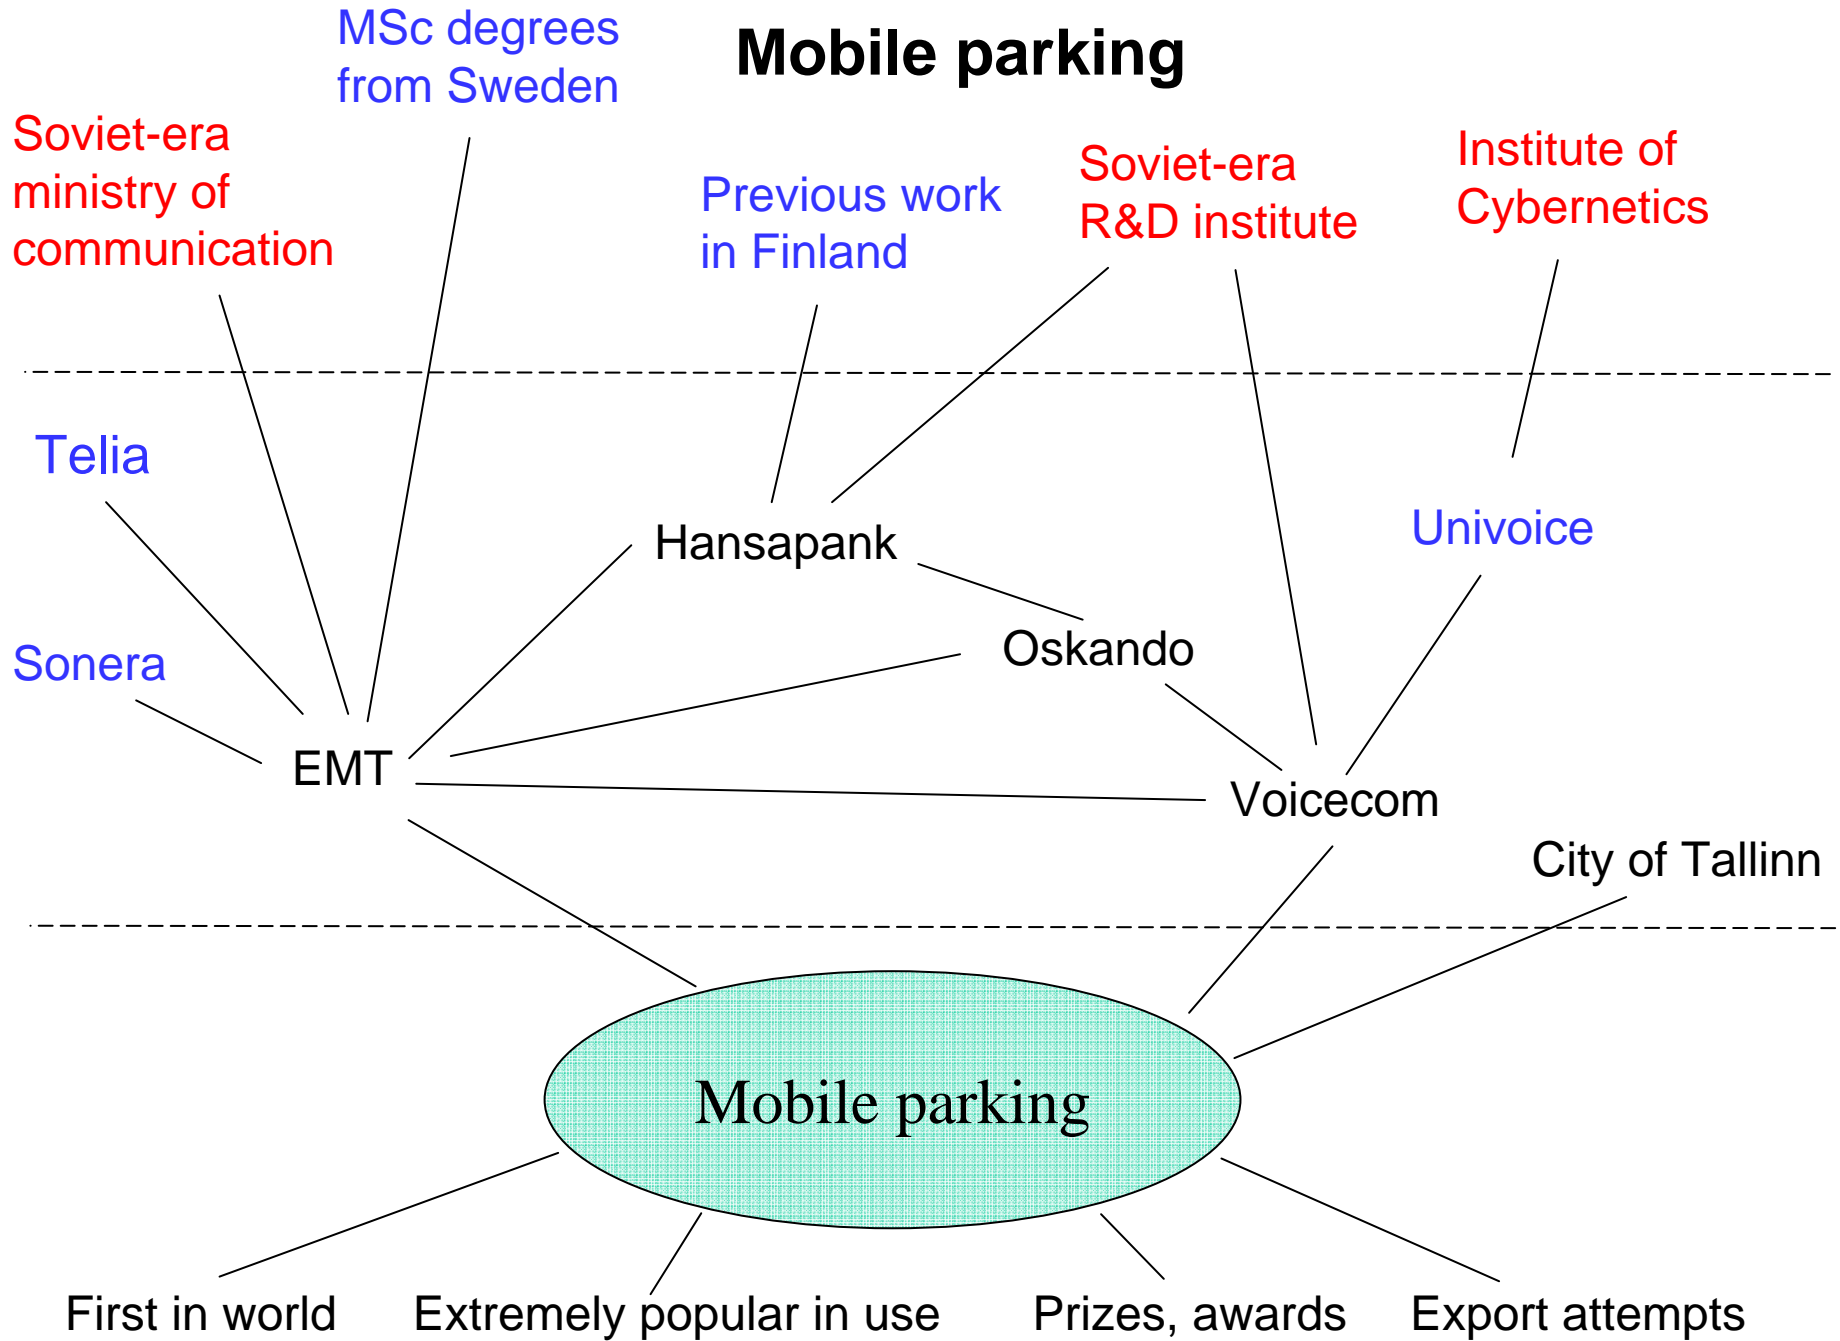 Mobile parking
MSc degrees
from Sweden
Soviet-era
ministry of
communication
Previous work
in Finland
Soviet-era
R&D institute
Institute of
Cybernetics
Telia
Hansapank
Univoice
Sonera
Oskando
EMT
Voicecom
City of Tallinn
Mobile parking
First in world
Extremely popular in use
Prizes, awards
Export attempts